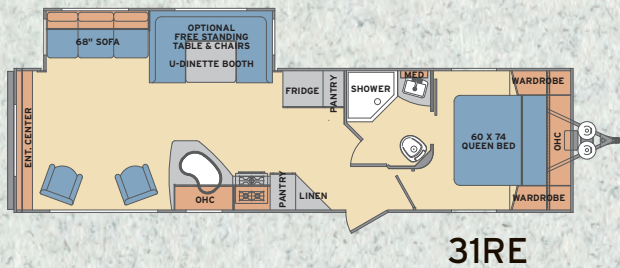 OPTIONAL
FREE STANDING
TABLE & CHAIRS
U-DINETTE BOOTH
68" SOFA
ENT. CENTER
FRIDGE
PANTRY
SHOWER
MED
WARDROBE
60 X 74
QUEEN BED
OHC
WARDROBE
OHC
PANTRY
LINEN
31RE